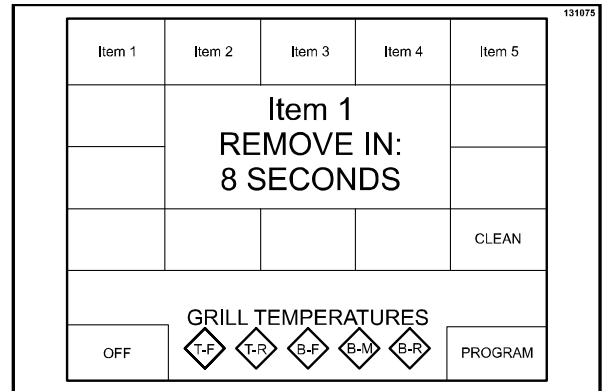 131075
Item 1 Item 2 Item 3 Item 4 Item 5
Item 1
REMOVE IN:
8 SECONDS
CLEAN
GRILL TEMPERATURES
OFF T-F T-R B-F B-M B-R PROGRAM